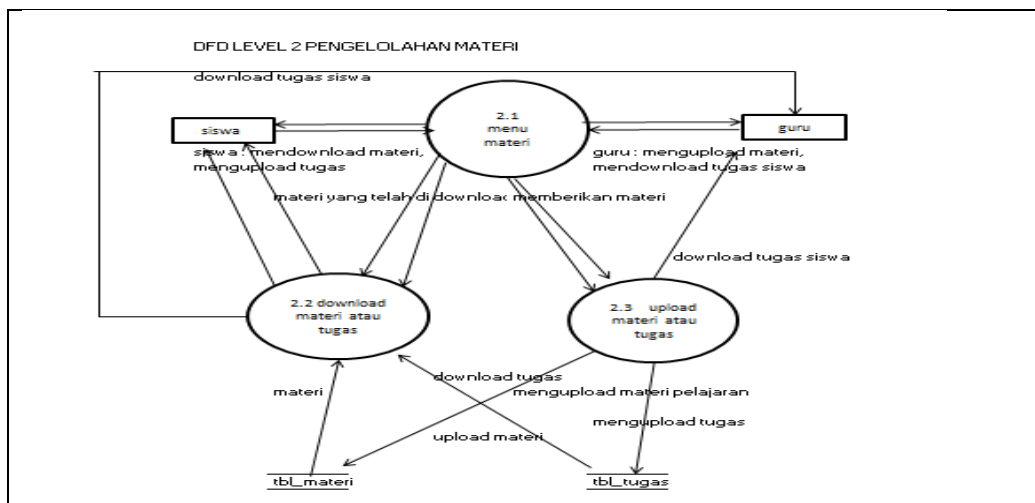 DFD LEVEL 2 PENGELOLAHAN MATERI
download tugas siswa
2.1
menu
materi
siswa
guru
siswa : mendownload materi,
mengupload tugas
guru : mengupload materi,
mendownload tugas siswa
materi yang telah di download
memberikan materi
download tugas siswa
2.2 download
materi atau
tugas
2.3 upload
materi atau
tugas
materi
download tugas
mengupload materi pelajaran
mengupload tugas
upload materi
tbl_materi
tbl_tugas